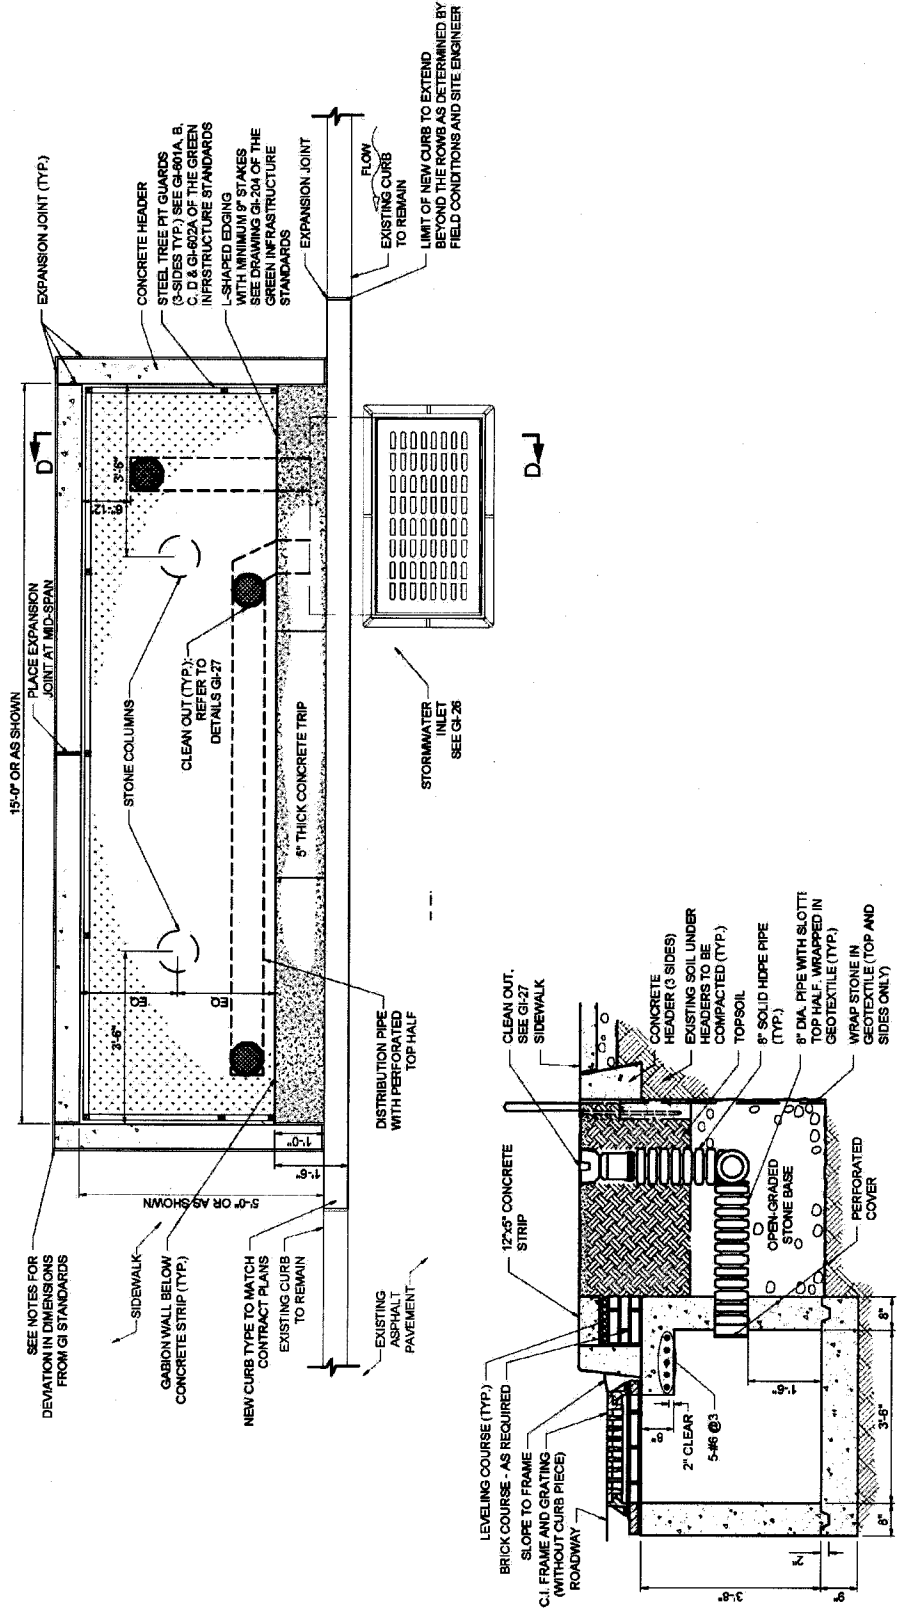 15'-0" OR AS SHOWN
PLACE EXPANSION
JOINT AT MID-SPAN
EXPANSION JOINT (TYP.)
CONCRETE HEADER
STEEL TREE PIT GUARDS
(3-SIDES TYP.) SEE GI-601A, B,
C, D & GI-602A OF THE GREEN
INFRSTRUCTURE STANDARDS
L-SHAPED EDGING
WITH MINIMUM 9" STAKES
SEE DRAWING GI-204 OF THE
GREEN INFRASTRUCTURE
STANDARDS
EXPANSION JOINT
FLOW
EXISTING CURB
TO REMAIN
LIMIT OF NEW CURB TO EXTEND
BEYOND THE ROWB AS DETERMINED BY
FIELD CONDITIONS AND SITE ENGINEER
D
D
3'-6"
6"-12"
STONE COLUMNS
CLEAN OUT (TYP.);
REFER TO
DETAILS GI-27
5" THICK CONCRETE TRIP
STORMWATER
INLET
SEE GI-26
EQ
EQ
3'-6"
DISTRIBUTION PIPE
WITH PERFORATED
TOP HALF
1'-0"
1'-6"
5'-0" OR AS SHOWN
SEE NOTES FOR
DEVIATION IN DIMENSIONS
FROM GI STANDARDS
SIDEWALK
GABION WALL BELOW
CONCRETE STRIP (TYP.)
NEW CURB TYPE TO MATCH
CONTRACT PLANS
EXISTING CURB
TO REMAIN
EXISTING
ASPHALT
PAVEMENT
LEVELING COURSE (TYP.)
BRICK COURSE - AS REQUIRED
SLOPE TO FRAME
C.I. FRAME AND GRATING
(WITHOUT CURB PIECE)
ROADWAY
12"x5" CONCRETE
STRIP
CLEAN OUT,
SEE GI-27
SIDEWALK
CONCRETE
HEADER (3 SIDES)
EXISTING SOIL UNDER
HEADERS TO BE
COMPACTED (TYP.)
TOPSOIL
8" SOLID HDPE PIPE
(TYP.)
8" DIA. PIPE WITH SLOTTE
TOP HALF. WRAPPED IN
GEOTEXTILE (TYP.)
WRAP STONE IN
GEOTEXTILE (TOP AND
SIDES ONLY)
OPEN-GRADED
STONE BASE
PERFORATED
COVER
8"
2" CLEAR
5-#6 @3
1'-6"
3'-8"
9"
2"
3'-6"
8"